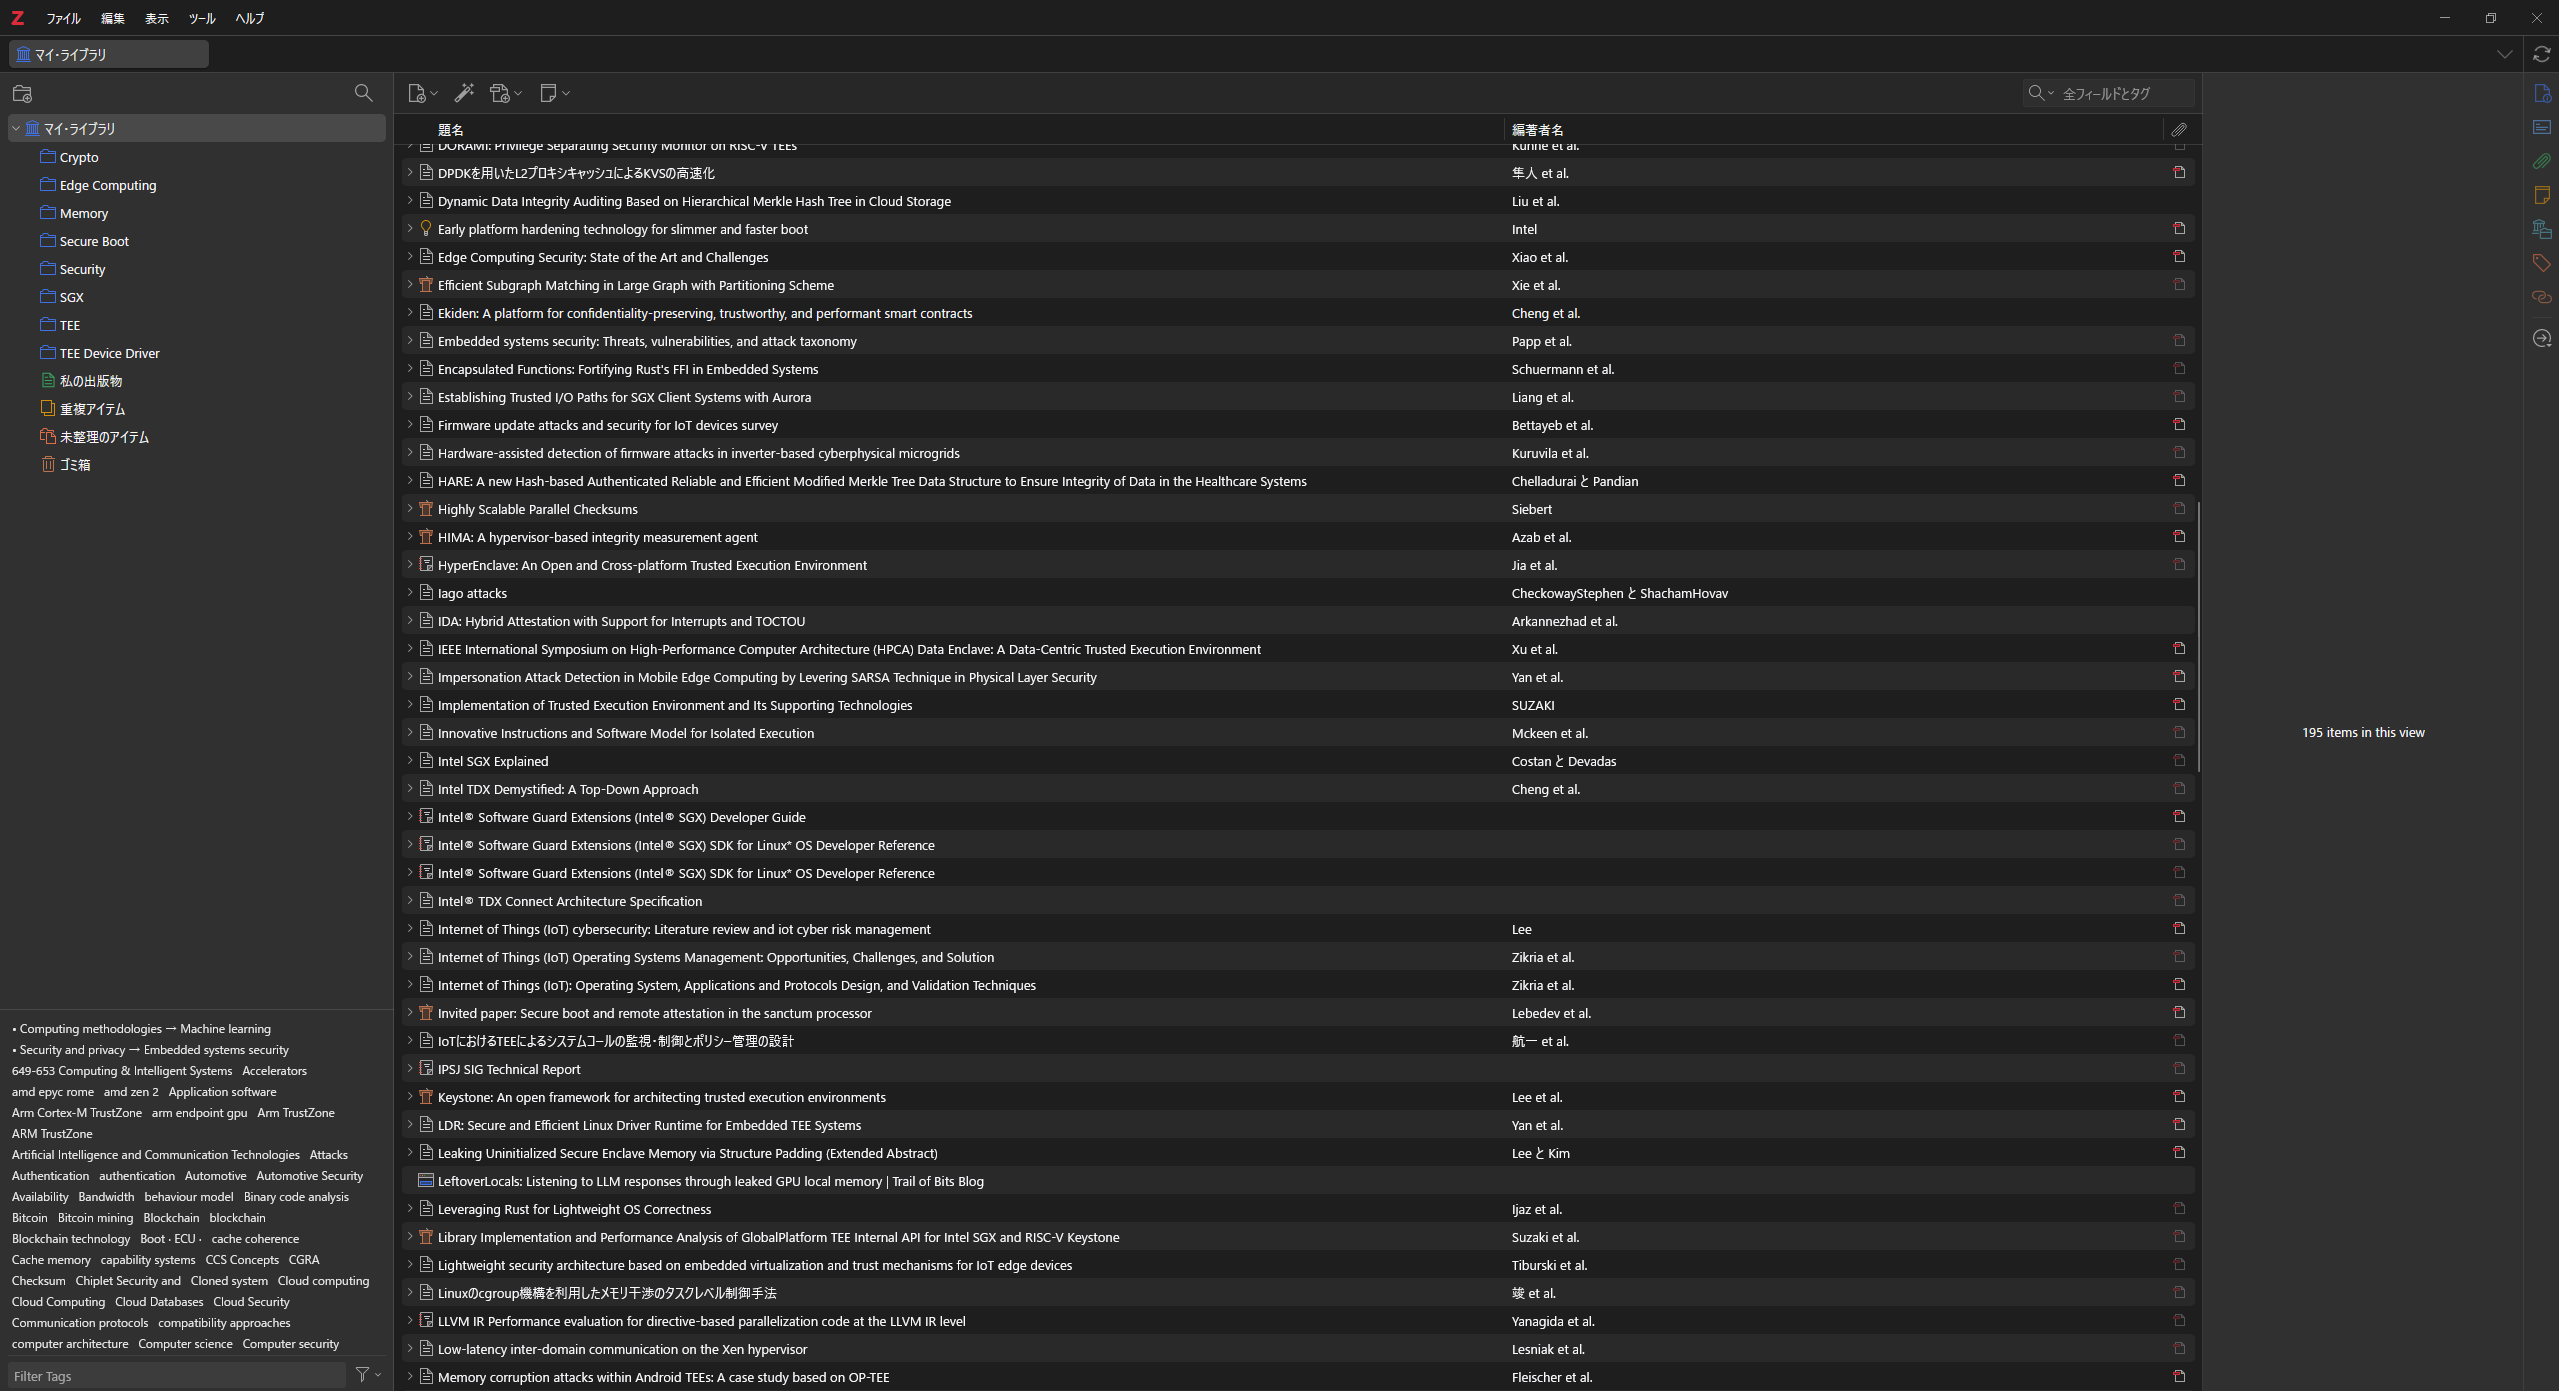 Z ファイル 編集 表示 ツール ヘルプ
マイ・ライブラリ
全フィールドとタグ
マイ・ライブラリ
Crypto
Edge Computing
Memory
Secure Boot
Security
SGX
TEE
TEE Device Driver
私の出版物
重複アイテム
未整理のアイテム
ゴミ箱
• Computing methodologies → Machine learning
• Security and privacy → Embedded systems security
649-653 Computing & Intelligent Systems Accelerators
amd epyc rome amd zen 2 Application software
Arm Cortex-M TrustZone arm endpoint gpu Arm TrustZone
ARM TrustZone
Artificial Intelligence and Communication Technologies Attacks
Authentication authentication Automotive Automotive Security
Availability Bandwidth behaviour model Binary code analysis
Bitcoin Bitcoin mining Blockchain blockchain
Blockchain technology Boot · ECU · cache coherence
Cache memory capability systems CCS Concepts CGRA
Checksum Chiplet Security and Cloned system Cloud computing
Cloud Computing Cloud Databases Cloud Security
Communication protocols compatibility approaches
computer architecture Computer science Computer security
Filter Tags
題名 編著者名
DORAMI: Privilege Separating Security Monitor on RISC-V TEEs Kuhne et al.
DPDKを用いたL2プロキシキャッシュによるKVSの高速化 隼人 et al.
Dynamic Data Integrity Auditing Based on Hierarchical Merkle Hash Tree in Cloud Storage Liu et al.
Early platform hardening technology for slimmer and faster boot Intel
Edge Computing Security: State of the Art and Challenges Xiao et al.
Efficient Subgraph Matching in Large Graph with Partitioning Scheme Xie et al.
Ekiden: A platform for confidentiality-preserving, trustworthy, and performant smart contracts Cheng et al.
Embedded systems security: Threats, vulnerabilities, and attack taxonomy Papp et al.
Encapsulated Functions: Fortifying Rust's FFI in Embedded Systems Schuermann et al.
Establishing Trusted I/O Paths for SGX Client Systems with Aurora Liang et al.
Firmware update attacks and security for IoT devices survey Bettayeb et al.
Hardware-assisted detection of firmware attacks in inverter-based cyberphysical microgrids Kuruvila et al.
HARE: A new Hash-based Authenticated Reliable and Efficient Modified Merkle Tree Data Structure to Ensure Integrity of Data in the Healthcare Systems Chelladurai と Pandian
Highly Scalable Parallel Checksums Siebert
HIMA: A hypervisor-based integrity measurement agent Azab et al.
HyperEnclave: An Open and Cross-platform Trusted Execution Environment Jia et al.
Iago attacks CheckowayStephen と ShachamHovav
IDA: Hybrid Attestation with Support for Interrupts and TOCTOU Arkannezhad et al.
IEEE International Symposium on High-Performance Computer Architecture (HPCA) Data Enclave: A Data-Centric Trusted Execution Environment Xu et al.
Impersonation Attack Detection in Mobile Edge Computing by Levering SARSA Technique in Physical Layer Security Yan et al.
Implementation of Trusted Execution Environment and Its Supporting Technologies SUZAKI
Innovative Instructions and Software Model for Isolated Execution Mckeen et al.
Intel SGX Explained Costan と Devadas
Intel TDX Demystified: A Top-Down Approach Cheng et al.
Intel® Software Guard Extensions (Intel® SGX) Developer Guide
Intel® Software Guard Extensions (Intel® SGX) SDK for Linux* OS Developer Reference
Intel® Software Guard Extensions (Intel® SGX) SDK for Linux* OS Developer Reference
Intel® TDX Connect Architecture Specification
Internet of Things (IoT) cybersecurity: Literature review and iot cyber risk management Lee
Internet of Things (IoT) Operating Systems Management: Opportunities, Challenges, and Solution Zikria et al.
Internet of Things (IoT): Operating System, Applications and Protocols Design, and Validation Techniques Zikria et al.
Invited paper: Secure boot and remote attestation in the sanctum processor Lebedev et al.
IoTにおけるTEEによるシステムコールの監視・制御とポリシー管理の設計 航一 et al.
IPSJ SIG Technical Report
Keystone: An open framework for architecting trusted execution environments Lee et al.
LDR: Secure and Efficient Linux Driver Runtime for Embedded TEE Systems Yan et al.
Leaking Uninitialized Secure Enclave Memory via Structure Padding (Extended Abstract) Lee と Kim
LeftoverLocals: Listening to LLM responses through leaked GPU local memory | Trail of Bits Blog
Leveraging Rust for Lightweight OS Correctness Ijaz et al.
Library Implementation and Performance Analysis of GlobalPlatform TEE Internal API for Intel SGX and RISC-V Keystone Suzaki et al.
Lightweight security architecture based on embedded virtualization and trust mechanisms for IoT edge devices Tiburski et al.
Linuxのcgroup機構を利用したメモリ干渉のタスクレベル制御手法 竣 et al.
LLVM IR Performance evaluation for directive-based parallelization code at the LLVM IR level Yanagida et al.
Low-latency inter-domain communication on the Xen hypervisor Lesniak et al.
Memory corruption attacks within Android TEEs: A case study based on OP-TEE Fleischer et al.
195 items in this view